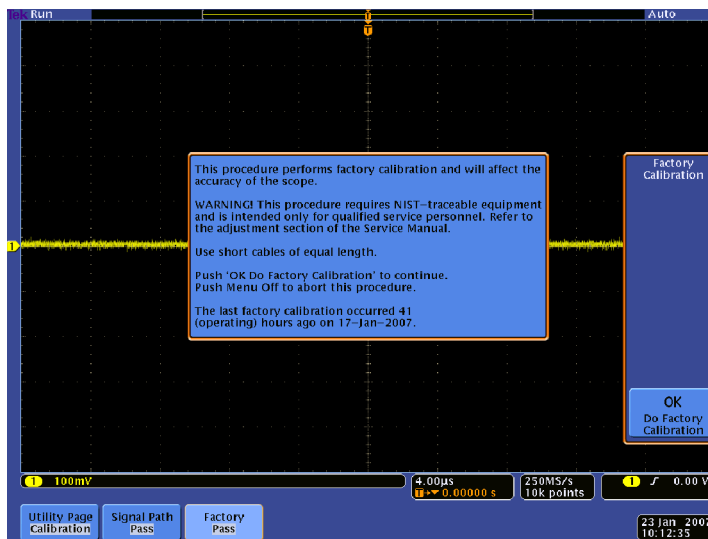 Tek Run
Auto
T
T
This procedure performs factory calibration and will affect the
accuracy of the scope.
WARNING! This procedure requires NIST-traceable equipment
and is intended only for qualified service personnel. Refer to
the adjustment section of the Service Manual.
Use short cables of equal length.
Push 'OK Do Factory Calibration' to continue.
Push Menu Off to abort this procedure.
The last factory calibration occurred 41
(operating) hours ago on 17-Jan-2007.
Factory
Calibration
OK
Do Factory
Calibration
1
1 100mV
4.00µs
T→▼ 0.00000 s
250MS/s
10k points
1 ƒ 0.00 V
Utility Page
Calibration
Signal Path
Pass
Factory
Pass
23 Jan 2007
10:12:35